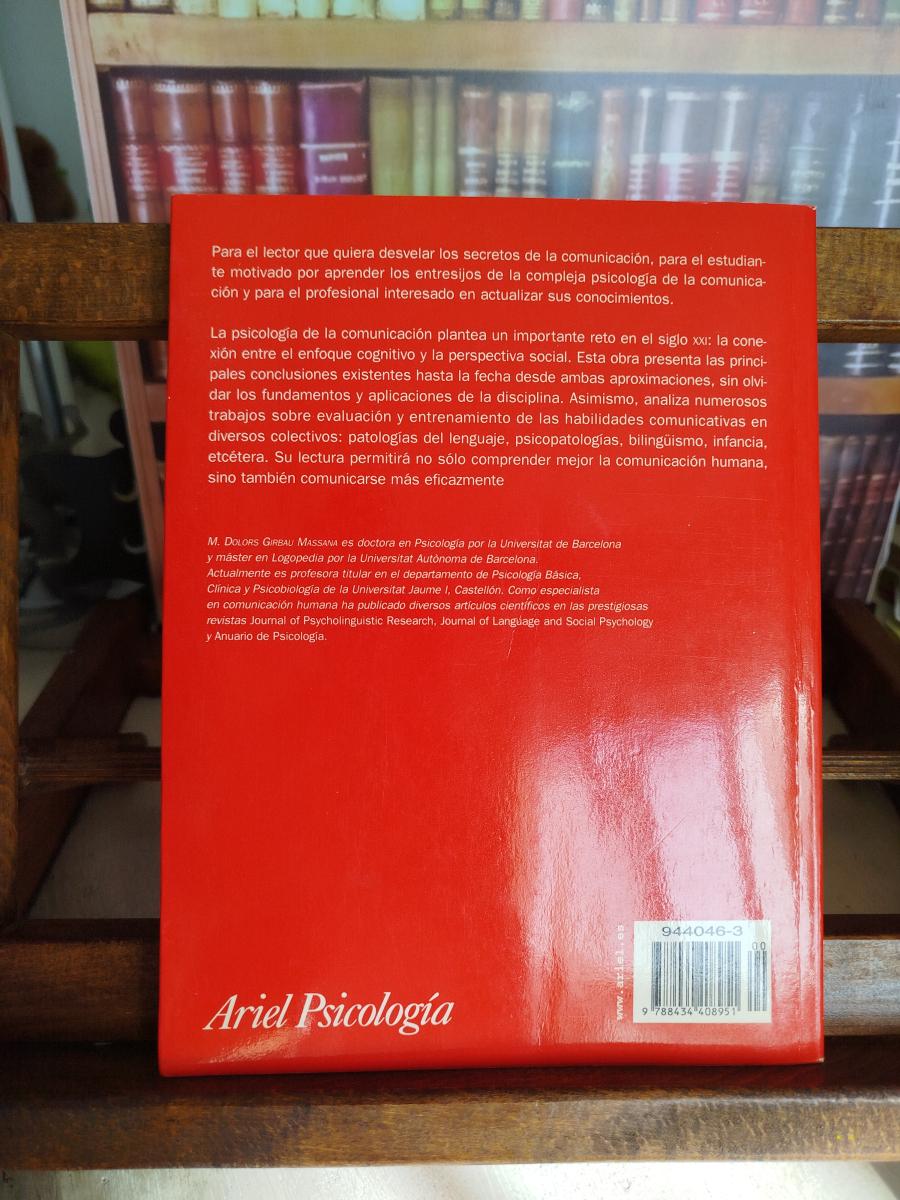 Para el lector que quiera desvelar los secretos de la comunicación, para el estudian-
te motivado por aprender los entresijos de la compleja psicología de la comunica-
ción y para el profesional interesado en actualizar sus conocimientos.
La psicología de la comunicación plantea un importante reto en el siglo XXI: la cone-
xión entre el enfoque cognitivo y la perspectiva social. Esta obra presenta las princi-
pales conclusiones existentes hasta la fecha desde ambas aproximaciones, sin olvi-
dar los fundamentos y aplicaciones de la disciplina. Asimismo, analiza numerosos
trabajos sobre evaluación y entrenamiento de las habilidades comunicativas en
diversos colectivos: patologías del lenguaje, psicopatologías, bilingüismo, infancia,
etcétera. Su lectura permitirá no sólo comprender mejor la comunicación humana,
sino también comunicarse más eficazmente
M. DOLORS GIRBAU MASSANA es doctora en Psicología por la Universitat de Barcelona
y máster en Logopedia por la Universitat Autònoma de Barcelona.
Actualmente es profesora titular en el departamento de Psicología Básica,
Clínica y Psicobiología de la Universitat Jaume I, Castellón. Como especialista
en comunicación humana ha publicado diversos artículos científicos en las prestigiosas
revistas Journal of Psycholinguistic Research, Journal of Language and Social Psychology
y Anuario de Psicología.
944046-3
00
www.ariel.es
9 788434 408951
Ariel Psicología